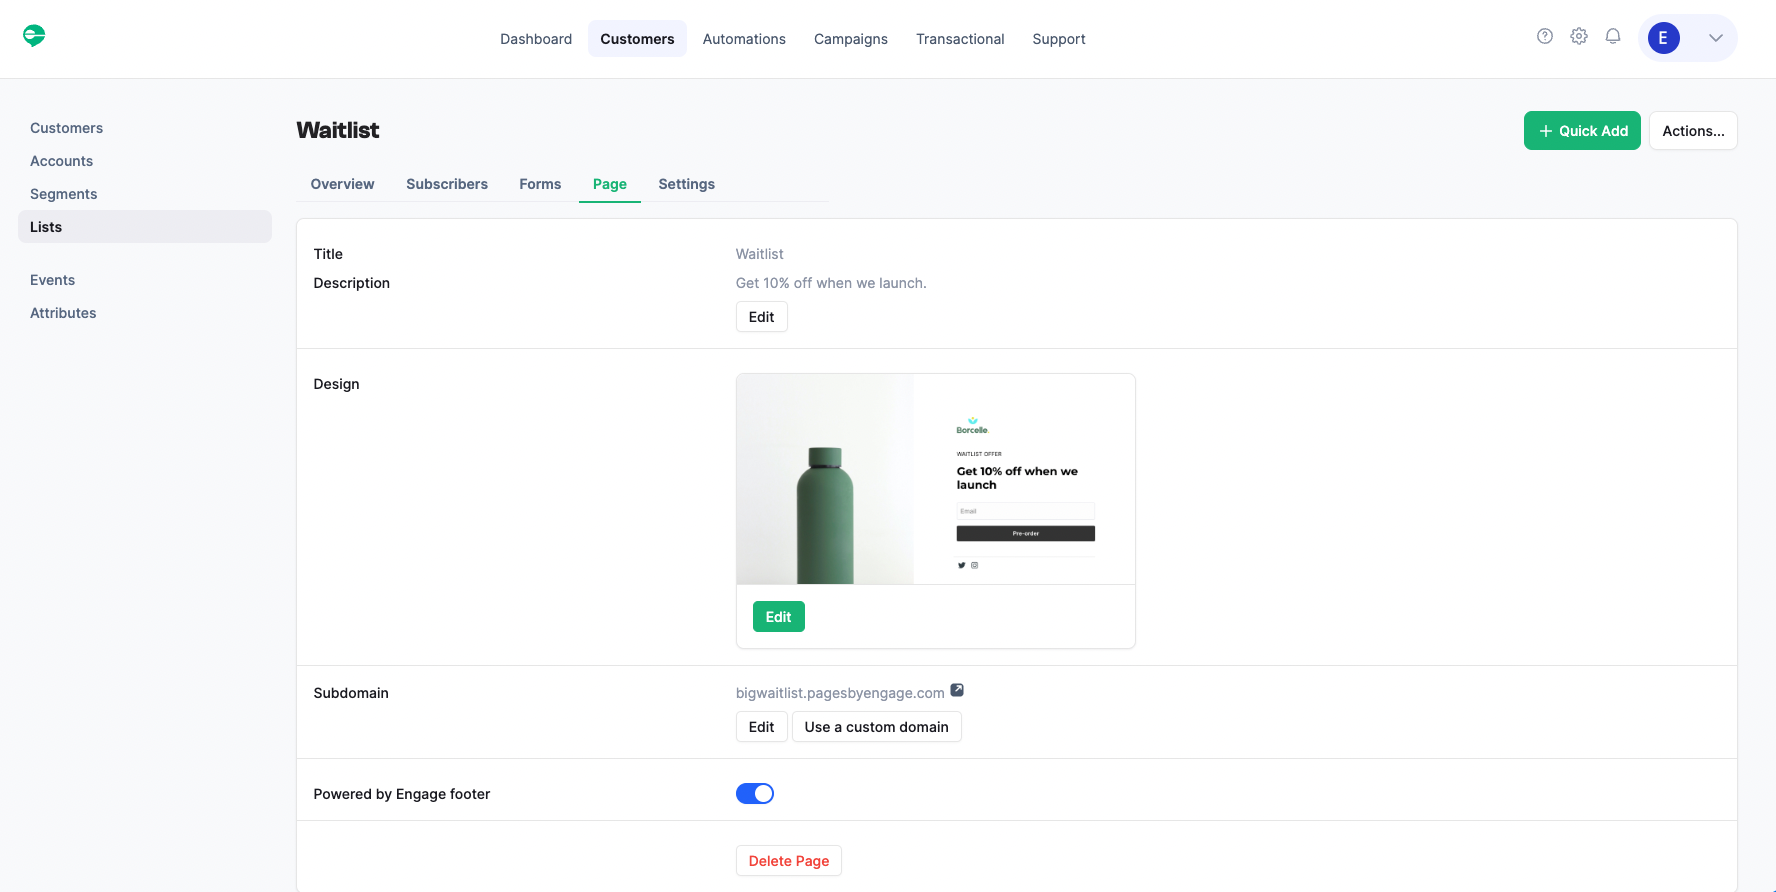 Dashboard Customers Automations Campaigns Transactional Support
E
Customers
Accounts
Segments
Lists
Events
Attributes
Waitlist
+ Quick Add Actions...
Overview Subscribers Forms Page Settings
Title Waitlist
Description Get 10% off when we launch.
Edit
Design
Borcelle
WAITLIST OFFER
Get 10% off when we
launch
Email
Pre-order
Edit
Subdomain bigwaitlist.pagesbyengage.com
Edit Use a custom domain
Powered by Engage footer
Delete Page